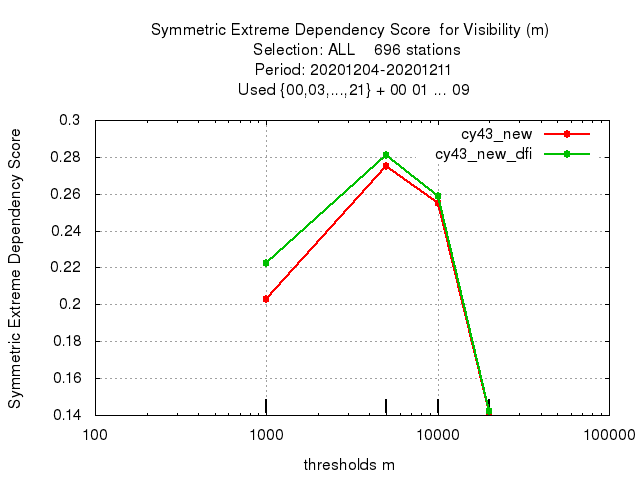 Symmetric Extreme Dependency Score  for Visibility (m)
Selection: ALL    696 stations
Period: 20201204-20201211
Used {00,03,...,21} + 00 01 ... 09
cy43_new
cy43_new_dfi
Symmetric Extreme Dependency Score
0.3
0.28
0.26
0.24
0.22
0.2
0.18
0.16
0.14
100 1000 10000 100000
thresholds m